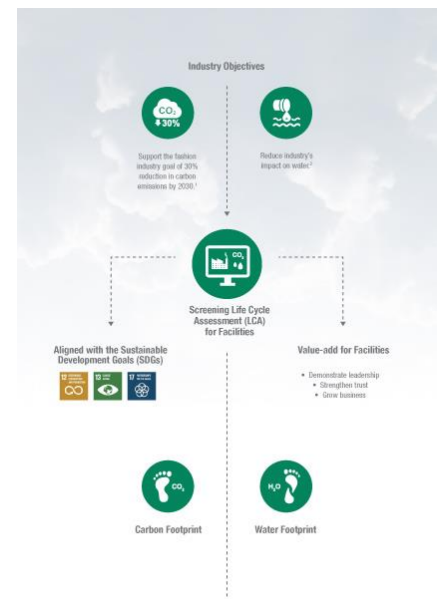 Industry Objectives
CO₂
30%
Support the fashion
industry goal of 30%
reduction in carbon
emissions by 2030.¹
Reduce industry's
impact on water.²
CO₂
Screening Life Cycle
Assessment (LCA)
for Facilities
Aligned with the Sustainable
Development Goals (SDGs)
12
13
17
Value-add for Facilities
• Demonstrate leadership
• Strengthen trust
• Grow business
CO₂
Carbon Footprint
H₂O
Water Footprint